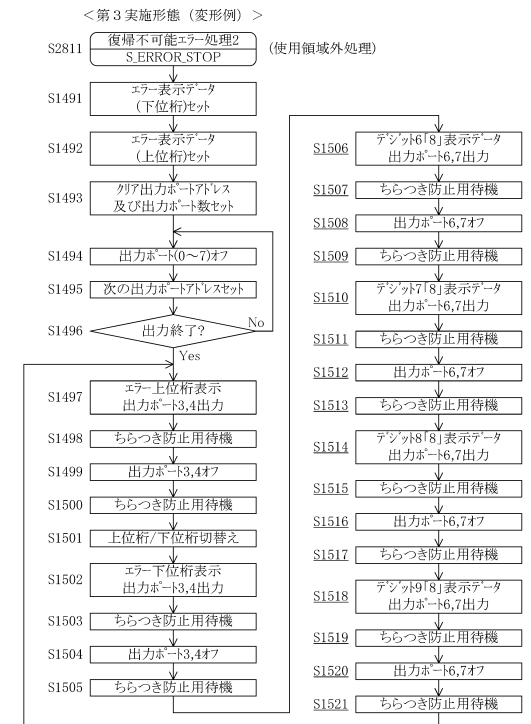 ＜第３実施形態（変形例）＞
S2811
復帰不可能エラー処理2
S_ERROR_STOP
(使用領域外処理)
S1491
エラー表示データ
(下位桁)セット
S1492
エラー表示データ
(上位桁)セット
S1493
クリア出力ポートアドレス
及び出力ポート数セット
S1494
出力ポート(0～7)オフ
S1495
次の出力ポートアドレスセット
S1496
出力終了?
No
Yes
S1497
エラー上位桁表示
出力ポート3,4出力
S1498
ちらつき防止用待機
S1499
出力ポート3,4オフ
S1500
ちらつき防止用待機
S1501
上位桁/下位桁切替え
S1502
エラー下位桁表示
出力ポート3,4出力
S1503
ちらつき防止用待機
S1504
出力ポート3,4オフ
S1505
ちらつき防止用待機
S1506
デジット6「8」表示データ
出力ポート6,7出力
S1507
ちらつき防止用待機
S1508
出力ポート6,7オフ
S1509
ちらつき防止用待機
S1510
デジット7「8」表示データ
出力ポート6,7出力
S1511
ちらつき防止用待機
S1512
出力ポート6,7オフ
S1513
ちらつき防止用待機
S1514
デジット8「8」表示データ
出力ポート6,7出力
S1515
ちらつき防止用待機
S1516
出力ポート6,7オフ
S1517
ちらつき防止用待機
S1518
デジット9「8」表示データ
出力ポート6,7出力
S1519
ちらつき防止用待機
S1520
出力ポート6,7オフ
S1521
ちらつき防止用待機